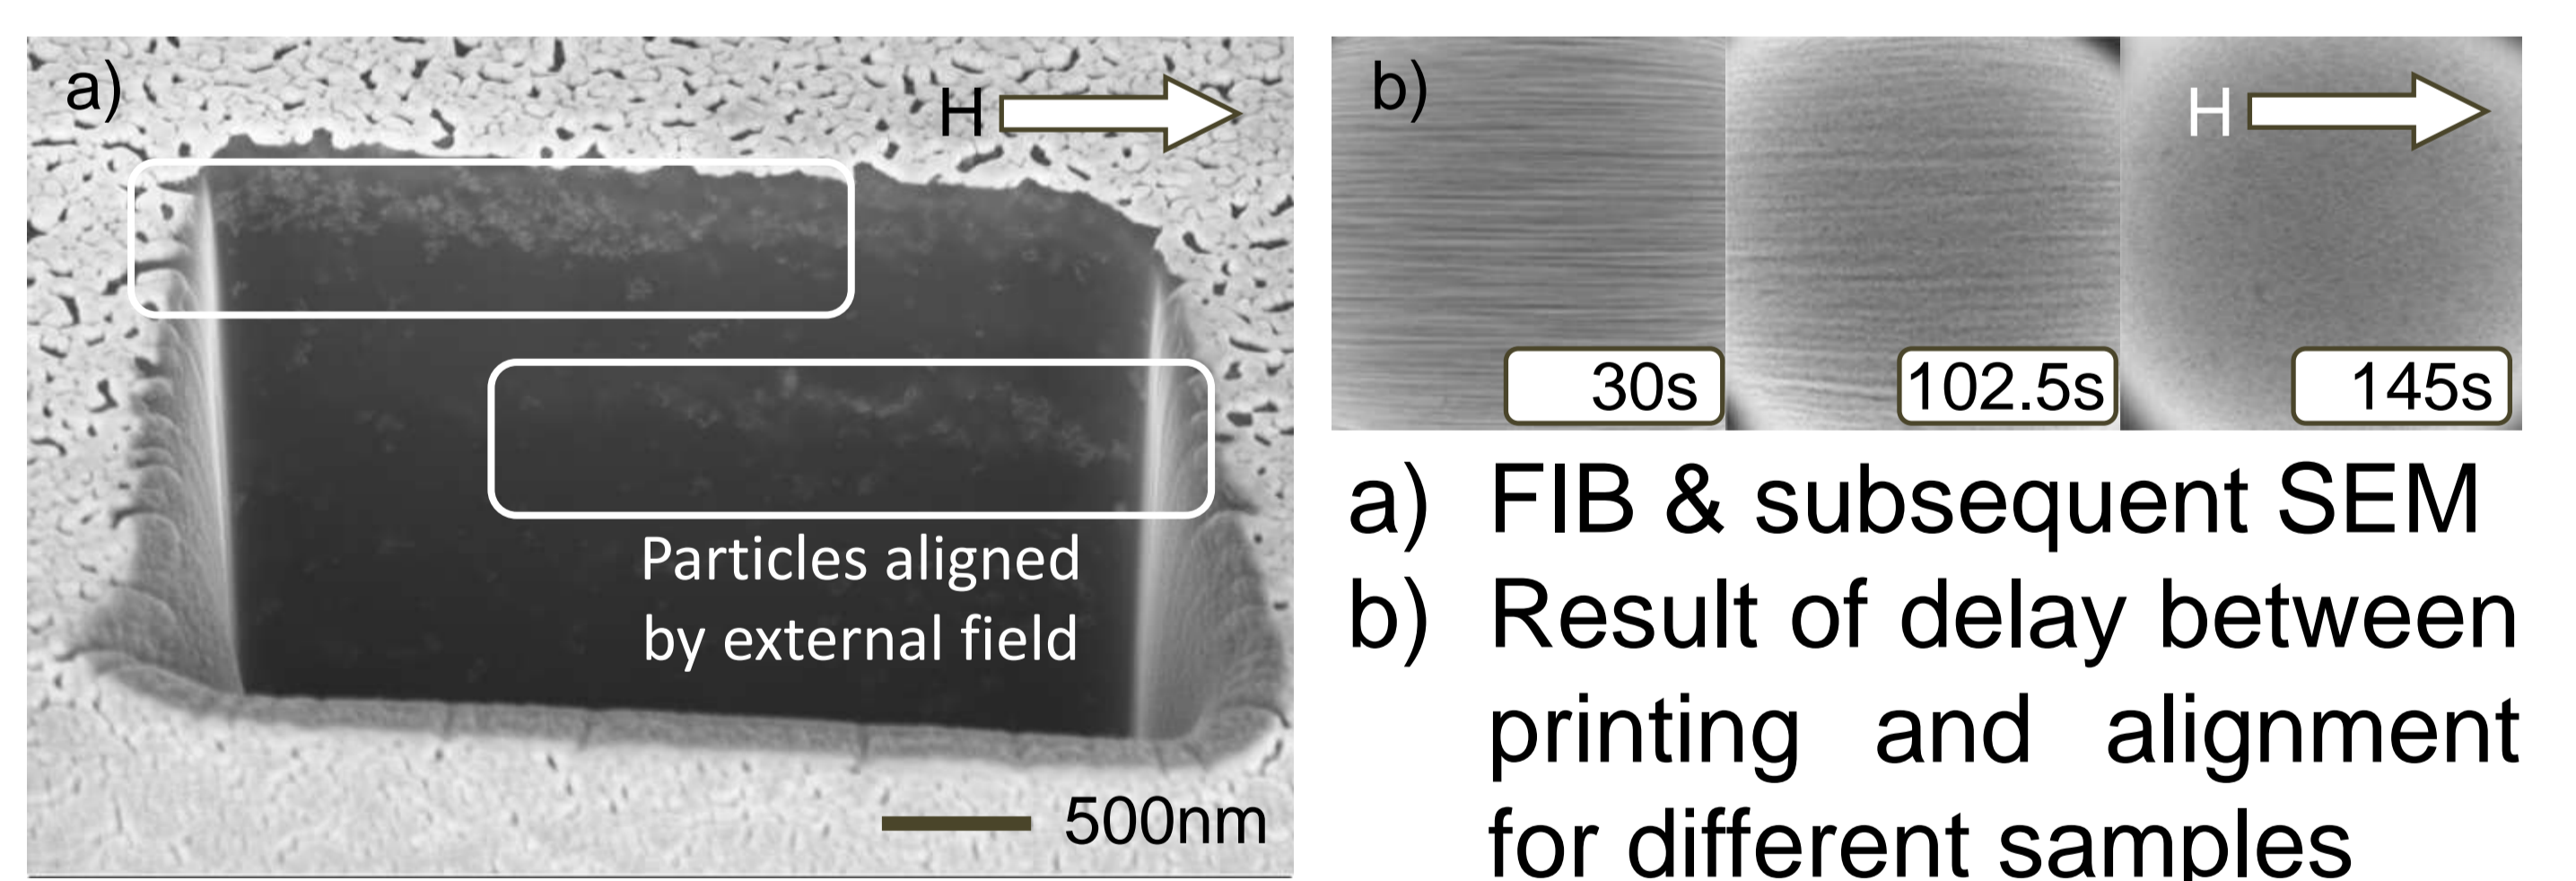 a)
H
Particles aligned
by external field
500nm
b)
H
30s
102.5s
145s
a) FIB & subsequent SEM
b) Result of delay between
printing and alignment
for different samples